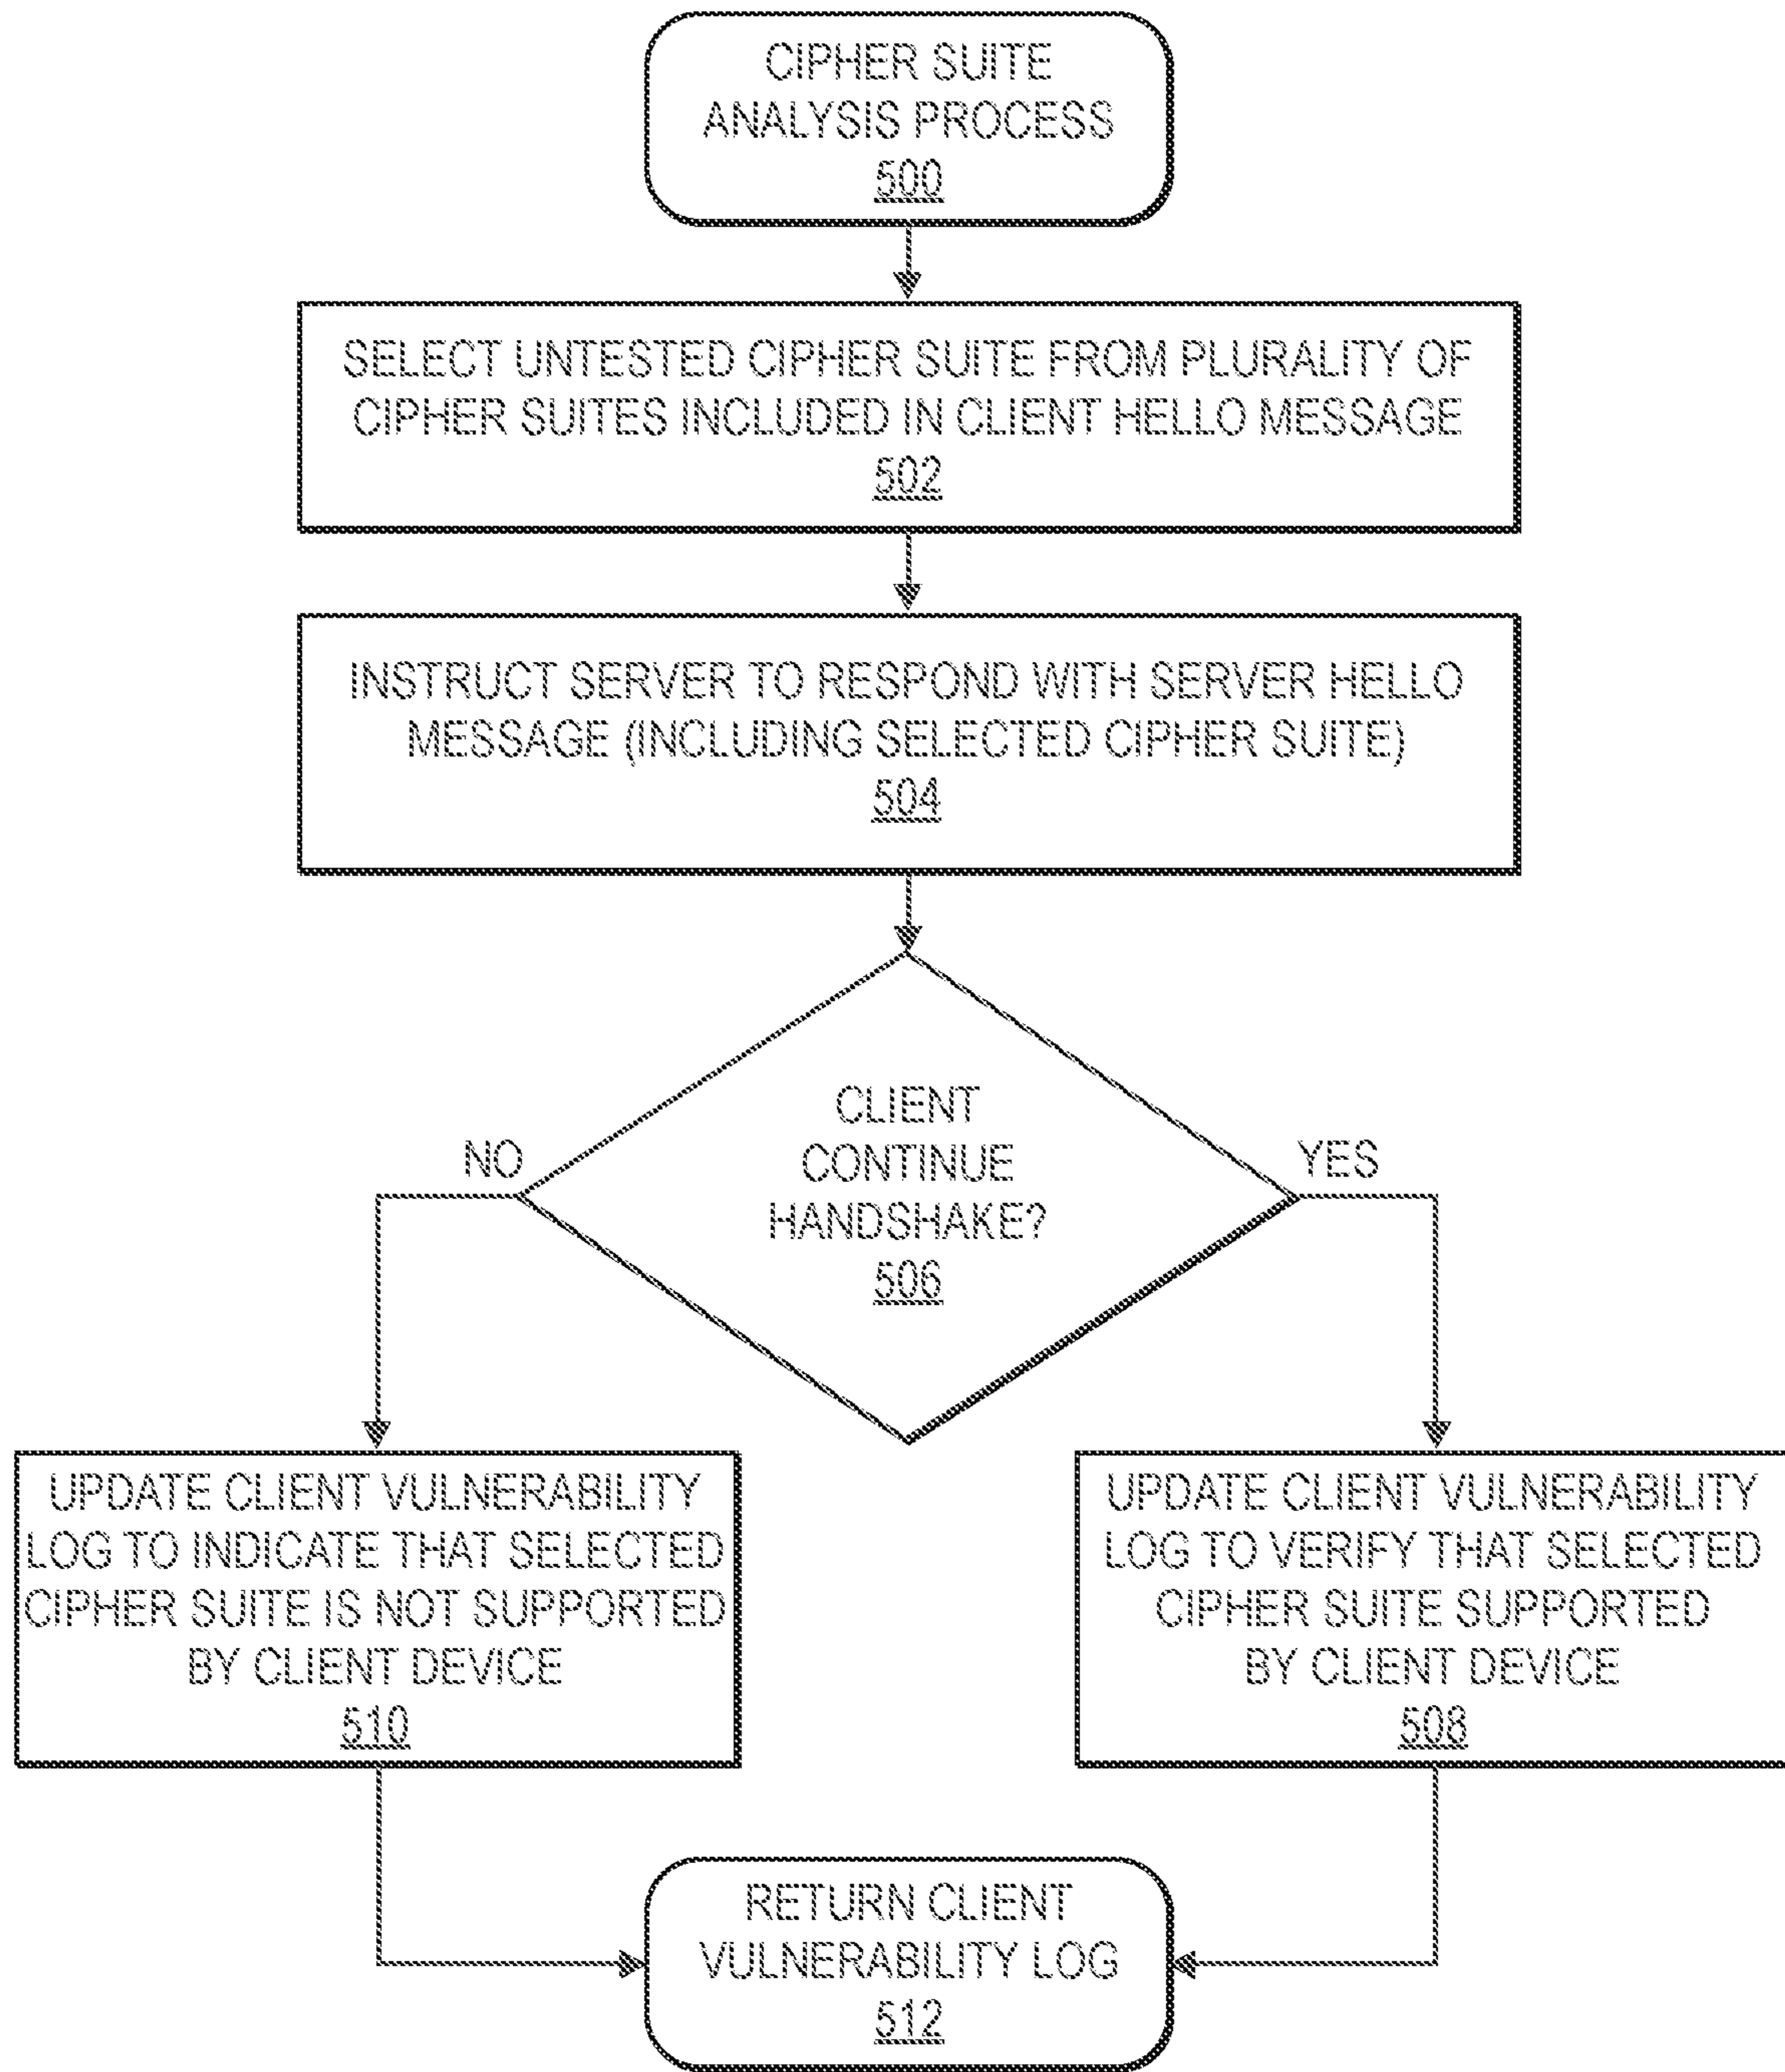 CIPHER SUITE
ANALYSIS PROCESS
500
SELECT UNTESTED CIPHER SUITE FROM PLURALITY OF
CIPHER SUITES INCLUDED IN CLIENT HELLO MESSAGE
502
INSTRUCT SERVER TO RESPOND WITH SERVER HELLO
MESSAGE (INCLUDING SELECTED CIPHER SUITE)
504
CLIENT
CONTINUE
HANDSHAKE?
506
NO
YES
UPDATE CLIENT VULNERABILITY
LOG TO INDICATE THAT SELECTED
CIPHER SUITE IS NOT SUPPORTED
BY CLIENT DEVICE
510
UPDATE CLIENT VULNERABILITY
LOG TO VERIFY THAT SELECTED
CIPHER SUITE SUPPORTED
BY CLIENT DEVICE
508
RETURN CLIENT
VULNERABILITY LOG
512